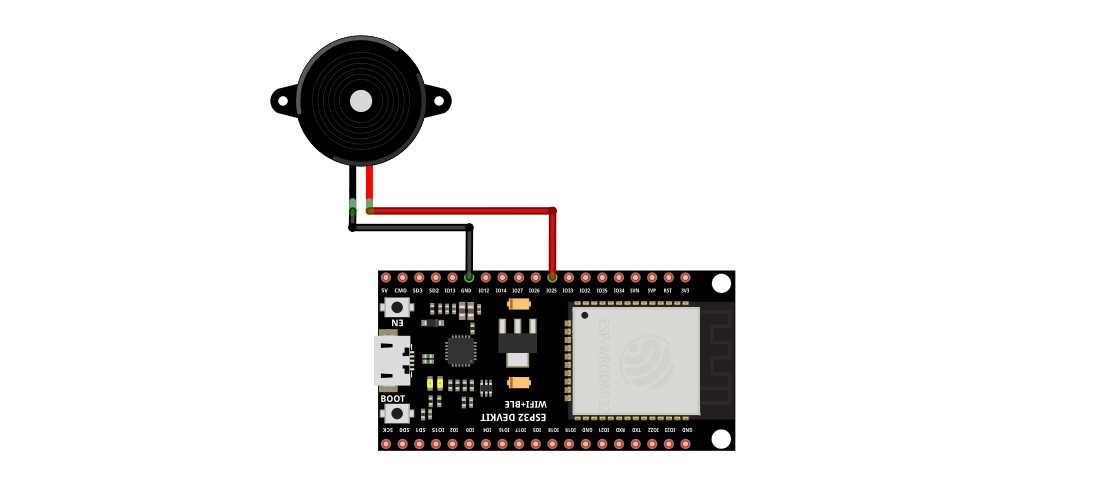 5V CMD SD3 SD2 IO13 GND IO12 IO14 IO27 IO26 IO25 IO33 IO32 IO35 IO34 SVN SVP RST 3V3
EN
ESP-WROOM-32
BOOT
WIFI+BLE
ESP32 DEVKIT
SCK SD0 SD1 IO15 IO2 IO0 IO4 IO16 IO17 IO5 IO18 IO19 GND IO21 RXD TXD IO22 IO23 GND